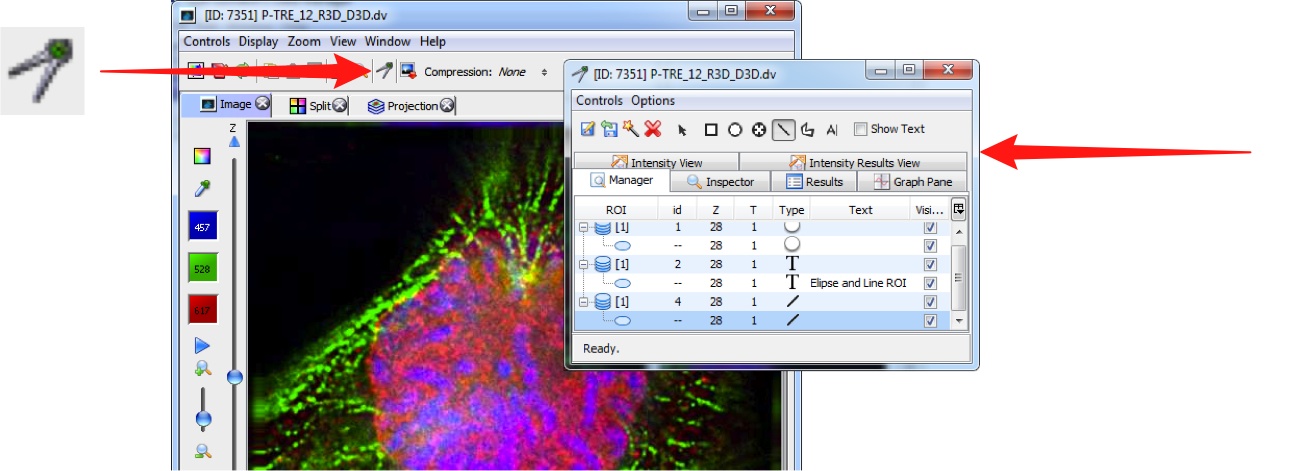 [ID: 7351] P-TRE_12_R3D_D3D.dv
Controls Display Zoom View Window Help
Compression: None
Image Split Projection
Z
457
528
617
[ID: 7351] P-TRE_12_R3D_D3D.dv
Controls Options
A| Show Text
Intensity View Intensity Results View
Manager Inspector Results Graph Pane
ROI id Z T Type Text Visi...
[1] 1 28 1
-- 28 1
[1] 2 28 1 T
-- 28 1 T Elipse and Line ROI
[1] 4 28 1
-- 28 1
Ready.